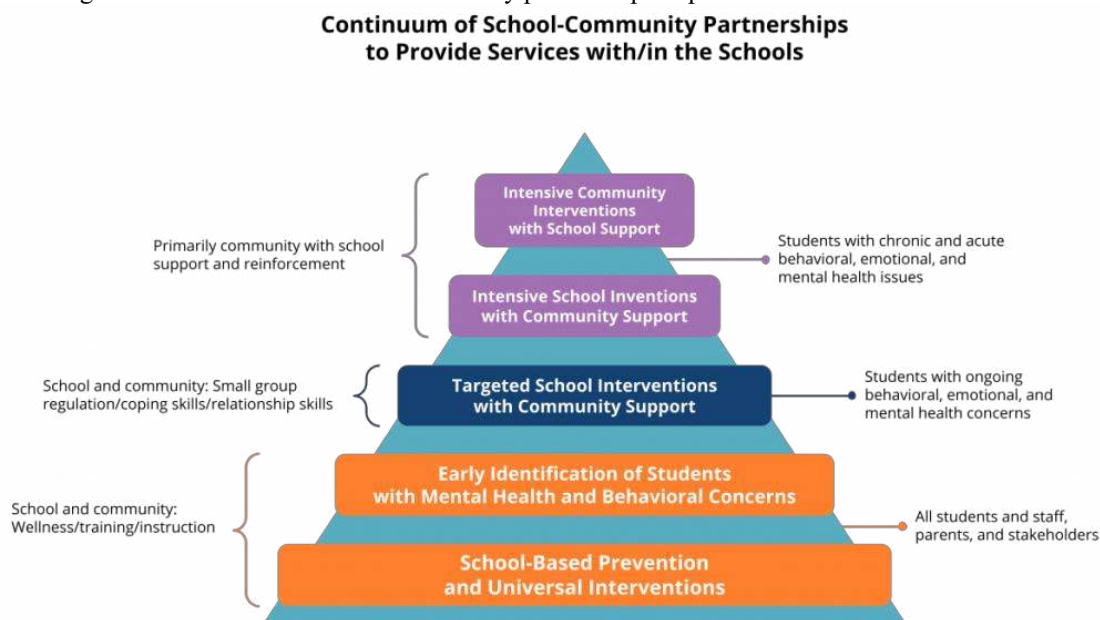 Continuum of School-Community Partnerships
to Provide Services with/in the Schools
Intensive Community
Interventions
with School Support
Primarily community with school
support and reinforcement
Students with chronic and acute
behavioral, emotional, and
mental health issues
Intensive School Inventions
with Community Support
School and community: Small group
regulation/coping skills/relationship skills
Targeted School Interventions
with Community Support
Students with ongoing
behavioral, emotional, and
mental health concerns
Early Identification of Students
with Mental Health and Behavioral Concerns
School and community:
Wellness/training/instruction
All students and staff,
parents, and stakeholders
School-Based Prevention
and Universal Interventions